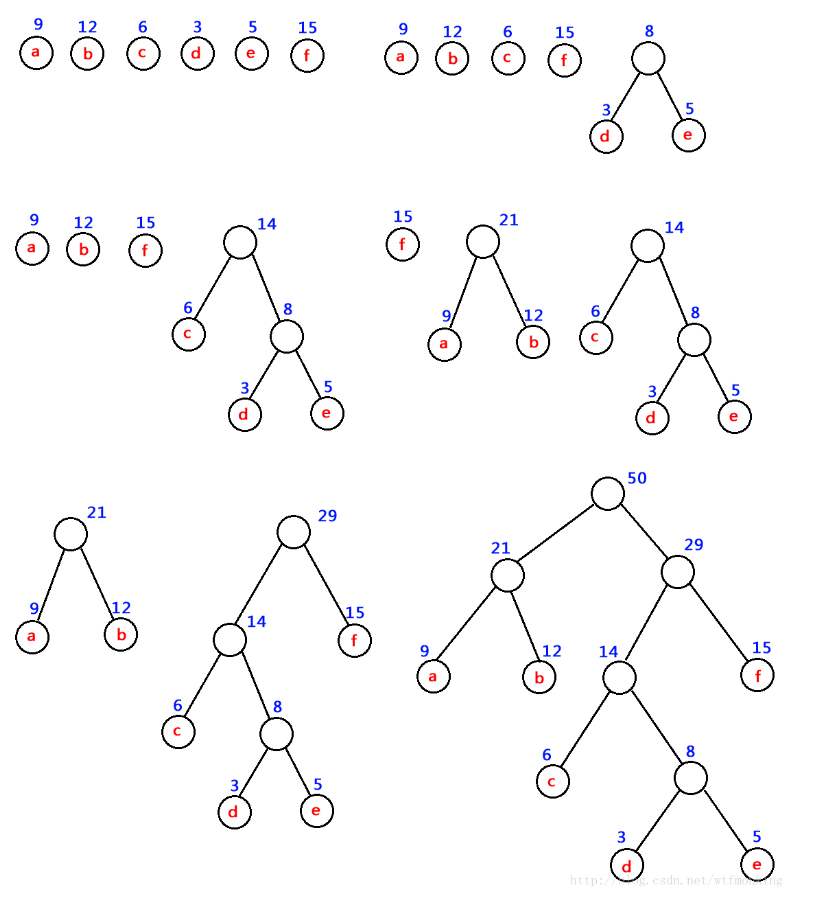 9 12 6 3 5 15
a b c d e f
9 12 6 15 8
a b c f
3 5
d e
9 12 15 14
a b f
6 8
c
3 5
d e
15 21 14
f
9 12 6 8
a b c
3 5
d e
21 29
9 12 14 15
a b f
6 8
c
3 5
d e
50
21 29
9 12 14 15
a b f
6 8
c
3 5
d e